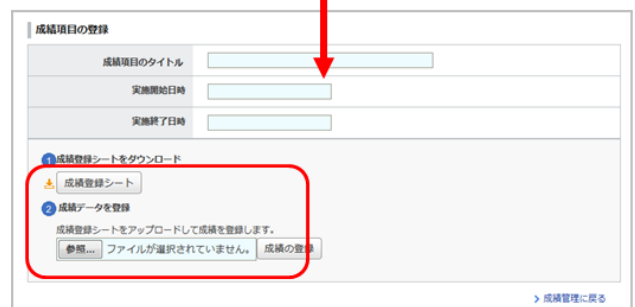 成績項目の登録
成績項目のタイトル
実施開始日時
実施終了日時
1 成績登録シートをダウンロード
成績登録シート
2 成績データを登録
成績登録シートをアップロードして成績を登録します。
参照... ファイルが選択されていません。 成績の登録
> 成績管理に戻る